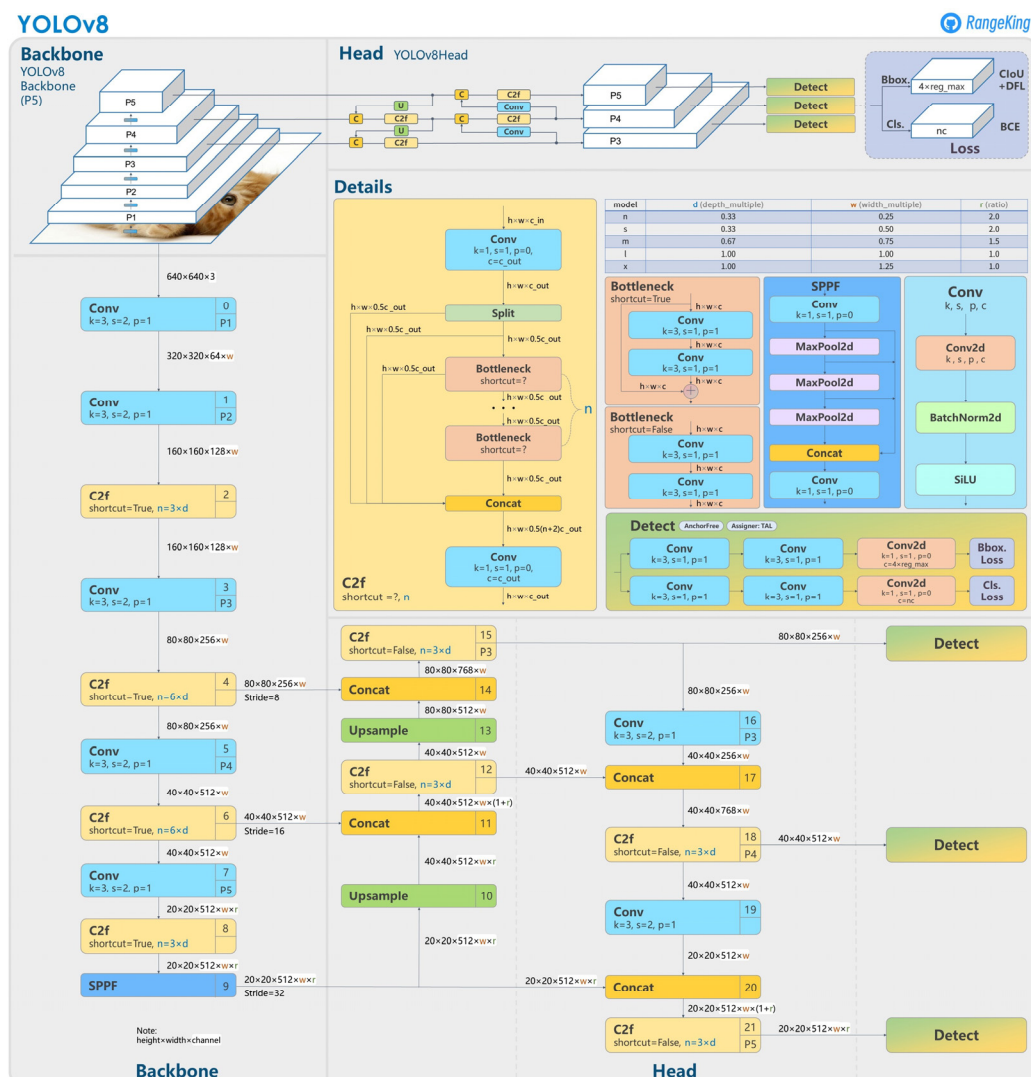 YOLOv8
RangeKing
Backbone
YOLOv8
Backbone
(P5)
P5
P4
P3
P2
P1
Head YOLOv8Head
C
C2f
U
Conv
C
C2f
C
C2f
U
Conv
C
C2f
P5
P4
P3
Detect
Detect
Detect
Bbox.
4×reg_max
CIoU
+DFL
Cls.
nc
BCE
Loss
640×640×3
Conv
k=3, s=2, p=1
0
P1
320×320×64×w
Conv
k=3, s=2, p=1
1
P2
160×160×128×w
C2f
shortcut=True, n=3×d
2
160×160×128×w
Conv
k=3, s=2, p=1
3
P3
80×80×256×w
C2f
shortcut=True, n=6×d
4
80×80×256×w
Stride=8
80×80×256×w
Conv
k=3, s=2, p=1
5
P4
40×40×512×w
C2f
shortcut=True, n=6×d
6
40×40×512×w
Stride=16
40×40×512×w
Conv
k=3, s=2, p=1
7
P5
20×20×512×w×r
C2f
shortcut=True, n=3×d
8
20×20×512×w×r
SPPF
9
20×20×512×w×r
Stride=32
Note:
height×width×channel
Backbone
Details
h×w×c_in
Conv
k=1, s=1, p=0,
c=c_out
h×w×c_out
Split
h×w×0.5c_out
h×w×0.5c_out
h×w×0.5c_out
Bottleneck
shortcut=?
h×w×0.5c_out
h×w×0.5c_out
• • •
h×w×0.5c_out
Bottleneck
shortcut=?
n
h×w×0.5c_out
Concat
h×w×0.5(n+2)c_out
Conv
k=1, s=1, p=0,
c=c_out
h×w×c_out
C2f
shortcut =?, n
model d (depth_multiple) w (width_multiple) r (ratio)
n 0.33 0.25 2.0
s 0.33 0.50 2.0
m 0.67 0.75 1.5
l 1.00 1.00 1.0
x 1.00 1.25 1.0
Bottleneck
shortcut=True
h×w×c
Conv
k=3, s=1, p=1
h×w×c
Conv
k=3, s=1, p=1
h×w×c
h×w×c
+
Bottleneck
shortcut=False
h×w×c
Conv
k=3, s=1, p=1
h×w×c
Conv
k=3, s=1, p=1
h×w×c
SPPF
Conv
k=1, s=1, p=0
MaxPool2d
MaxPool2d
MaxPool2d
Concat
Conv
k=1, s=1, p=0
Conv
k, s, p, c
Conv2d
k , s , p , c
BatchNorm2d
SiLU
Detect AnchorFree Assigner: TAL
Conv
k=3, s=1, p=1
Conv
k=3, s=1, p=1
Conv2d
k=1 , s=1, p=0
c=4×reg_max
Bbox.
Loss
Conv
k=3, s=1, p=1
Conv
k=3, s=1, p=1
Conv2d
k=1 , s=1, p=0
c=nc
Cls.
Loss
C2f
shortcut=False, n=3×d
15
P3
80×80×256×w
Detect
80×80×768×w
Concat
14
80×80×512×w
Upsample
13
40×40×512×w
C2f
shortcut=False, n=3×d
12
40×40×512×w
40×40×512×w×(1+r)
Concat
11
40×40×512×w×r
Upsample
10
20×20×512×w×r
80×80×256×w
Conv
k=3, s=2, p=1
16
P3
40×40×256×w
Concat
17
40×40×768×w
C2f
shortcut=False, n=3×d
18
P4
40×40×512×w
Detect
40×40×512×w
Conv
k=3, s=2, p=1
19
20×20×512×w
20×20×512×w×r
Concat
20
20×20×512×w×(1+r)
C2f
shortcut=False, n=3×d
21
P5
20×20×512×w×r
Detect
Head